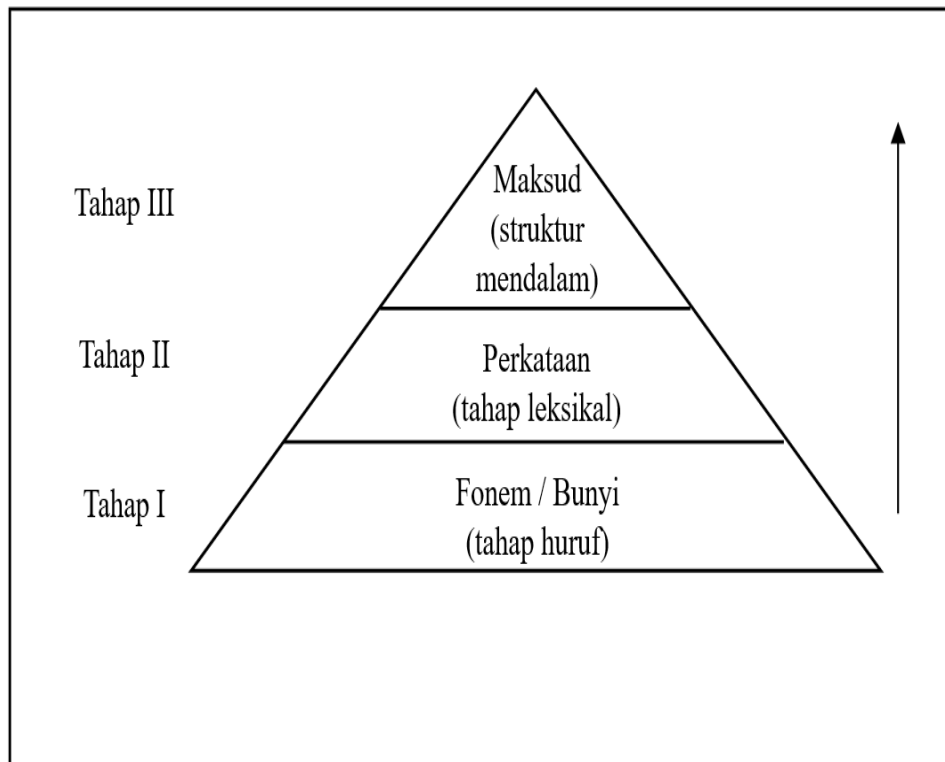 Tahap III
Maksud
(struktur
mendalam)
Tahap II
Perkataan
(tahap leksikal)
Tahap I
Fonem / Bunyi
(tahap huruf)